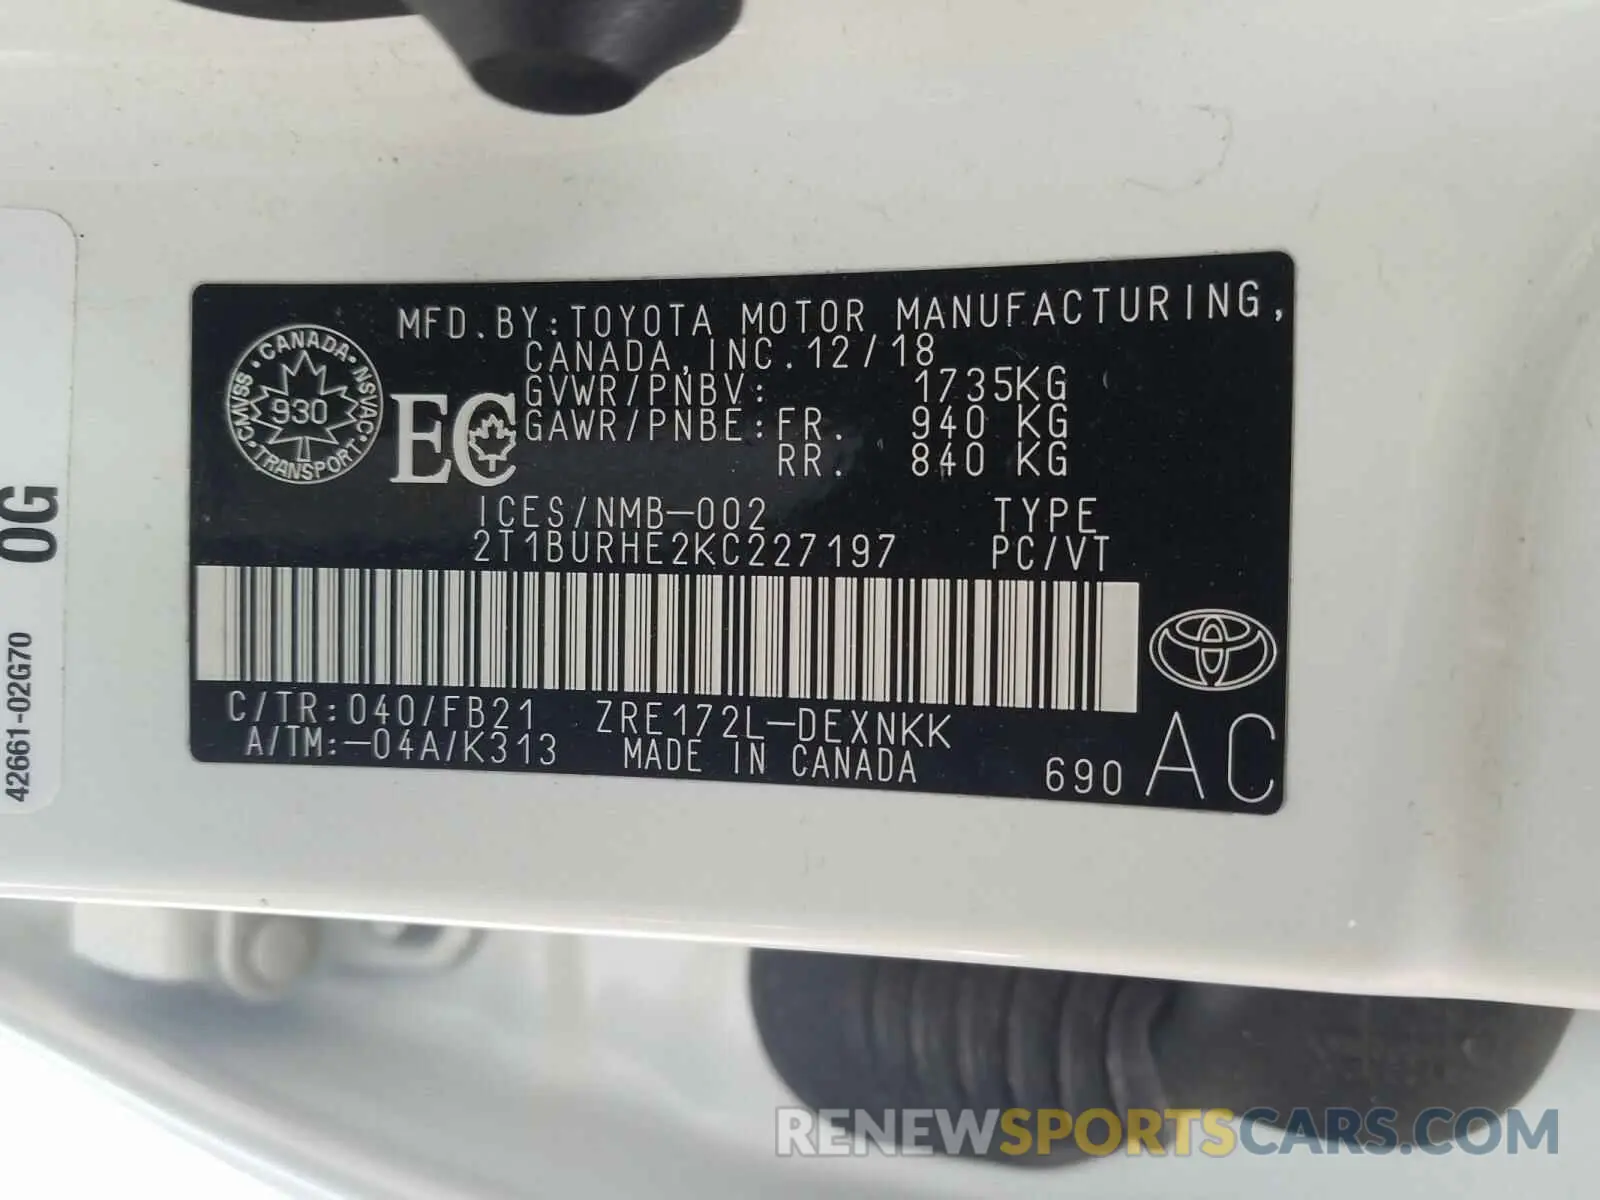 MFD.BY:TOYOTA MOTOR MANUFACTURING,
CANADA,INC.12/18
GVWR/PNBV: 1735KG
GAWR/PNBE:FR. 940 KG
RR. 840 KG
CANADA · NSVAC · TRANSPORT · CMVSS ·
930
EC
ICES/NMB-002 TYPE
2T1BURHE2KC227197 PC/VT
C/TR:040/FB21 ZRE172L-DEXNKK
A/TM:-04A/K313 MADE IN CANADA
690 AC
0G
42661-02G70
RENEWSPORTSCARS.COM